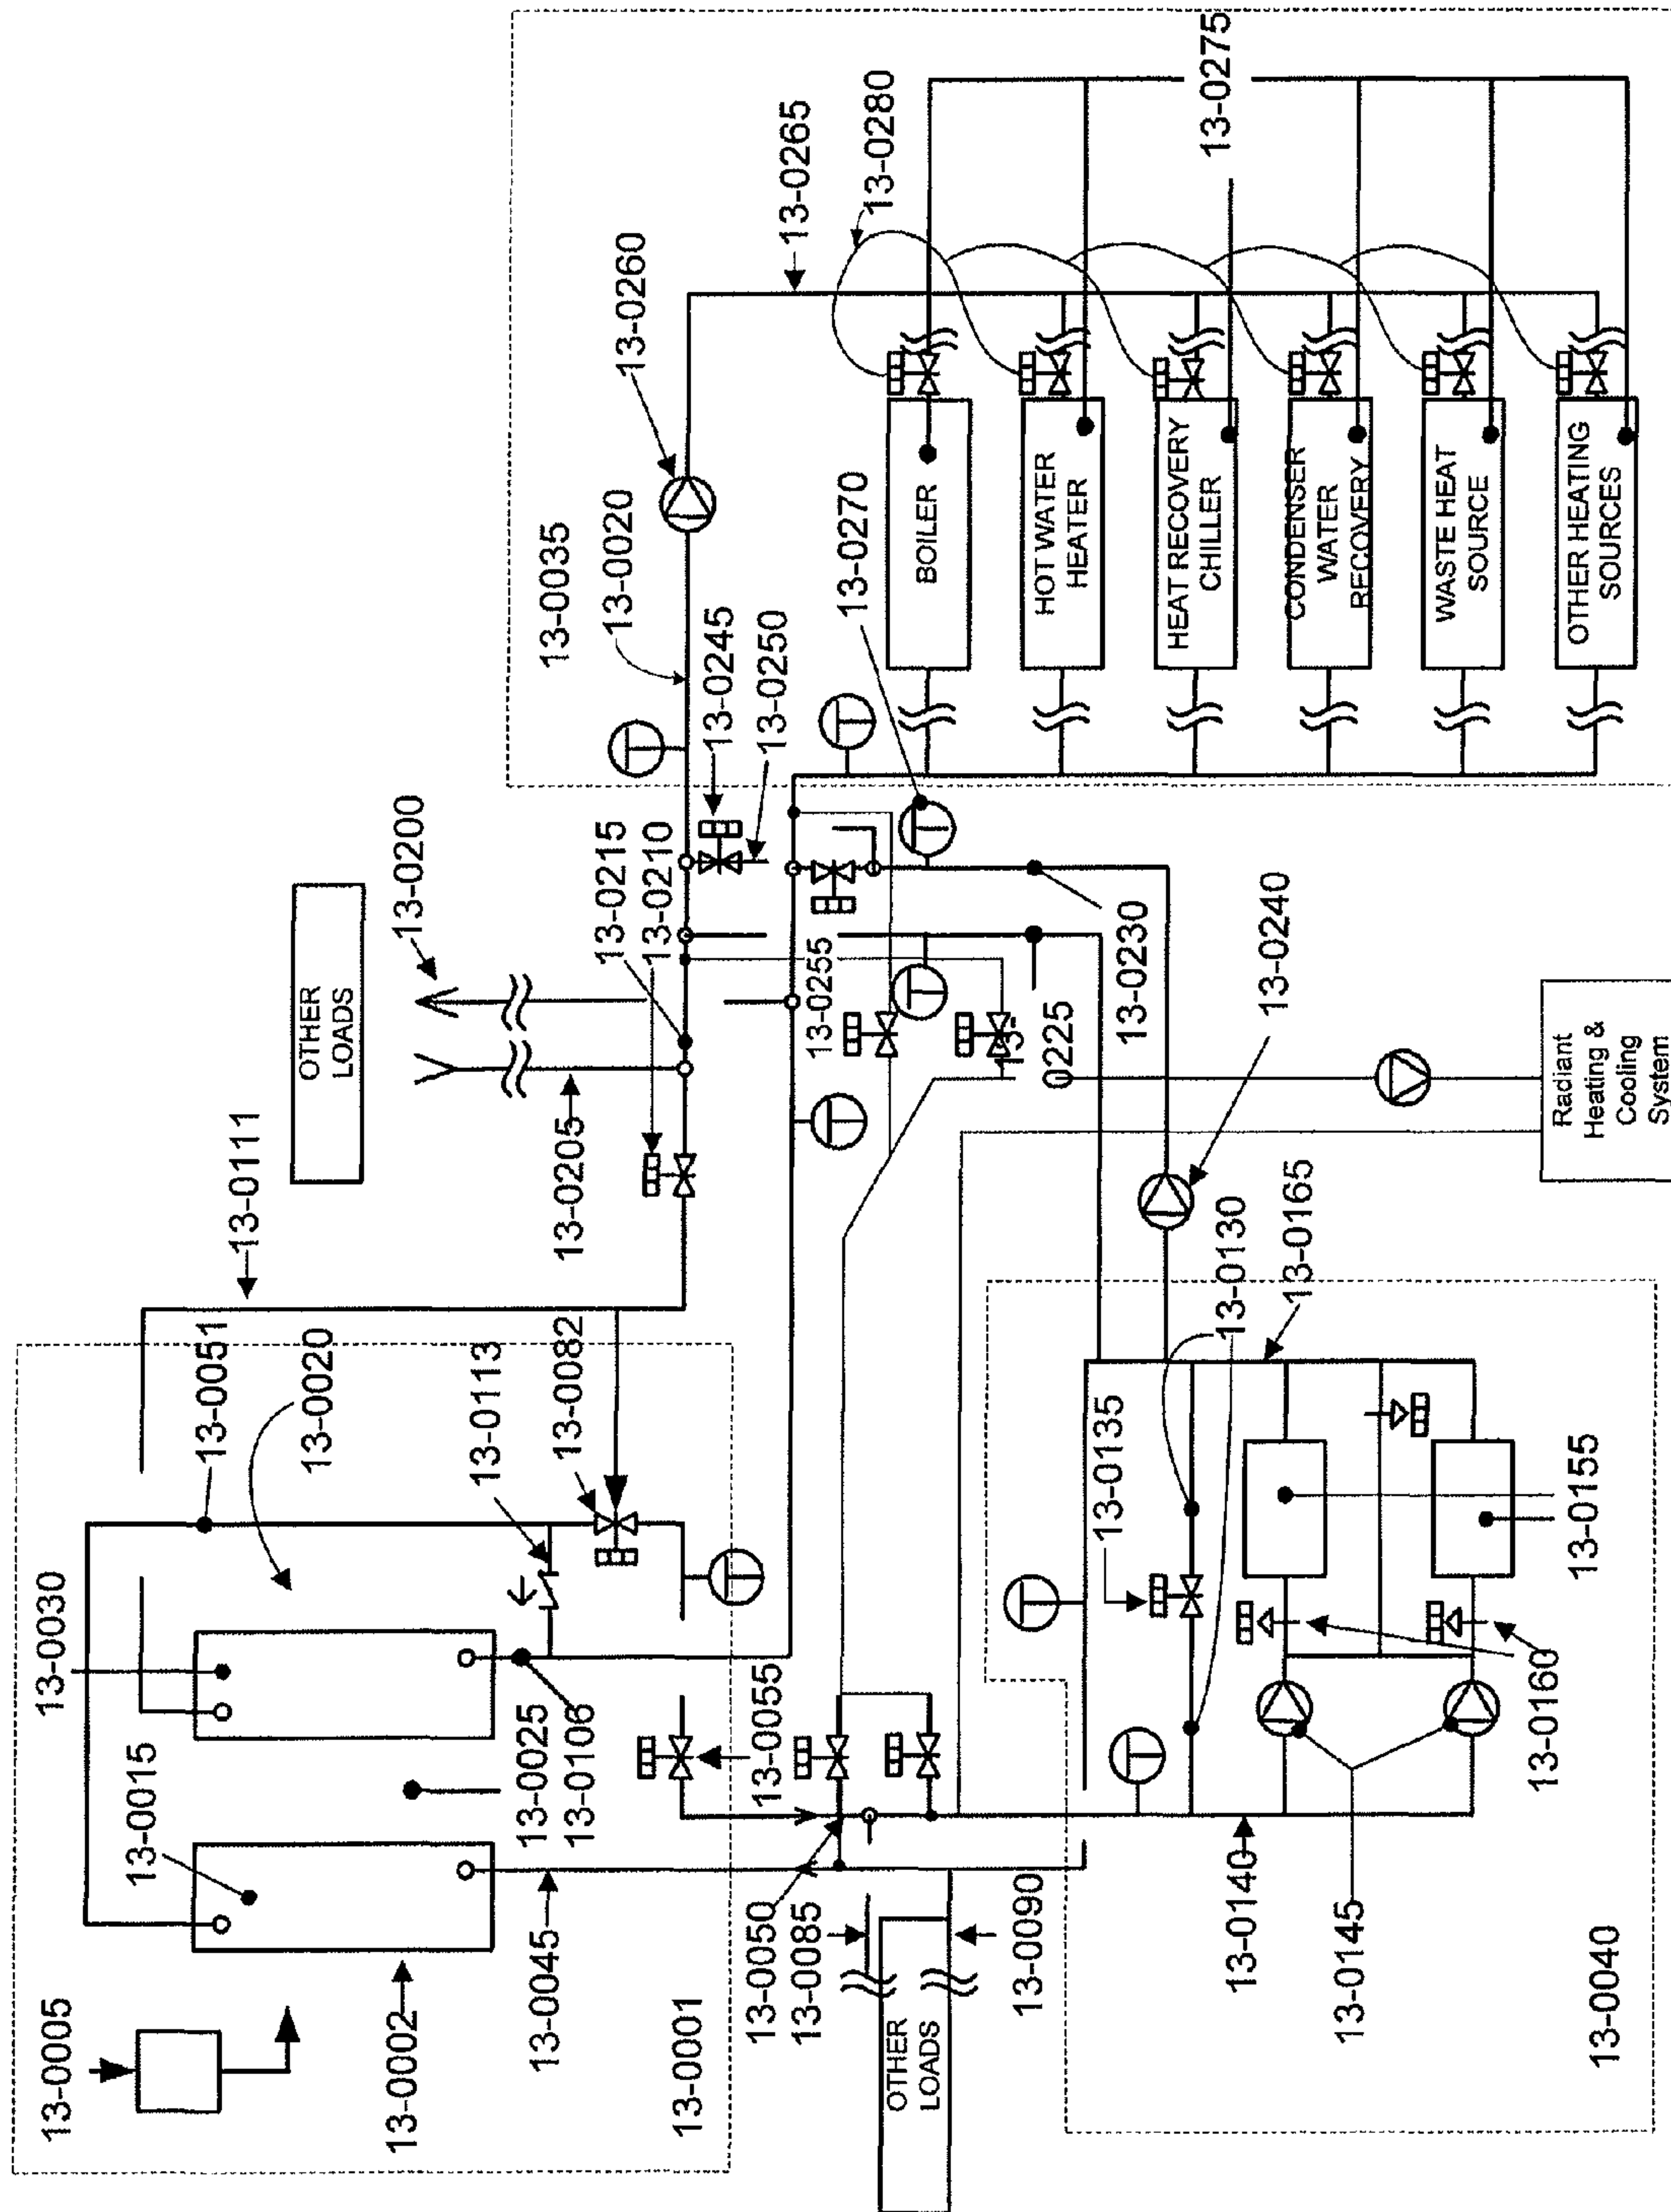 13-0005
13-0015
13-0030
13-0051
13-0020
13-0113
13-0082
13-0002
13-0045
13-0001
13-0025
13-0106
13-0055
13-0050
13-0085
13-0090
OTHER
LOADS
13-0111
OTHER
LOADS
13-0200
13-0205
13-0215
13-0210
13-0255
13-
0225
13-0230
13-0240
13-0245
13-0250
13-0035
13-0020
13-0260
13-0265
13-0280
13-0275
13-0270
BOILER
HOT WATER
HEATER
HEAT RECOVERY
CHILLER
CONDENSER
WATER
RECOVERY
WASTE HEAT
SOURCE
OTHER HEATING
SOURCES
T
T
T
T
T
T
T
T
Radiant
Heating &
Cooling
System
13-0130
13-0165
13-0135
13-0155
13-0160
13-0140
13-0145
13-0040